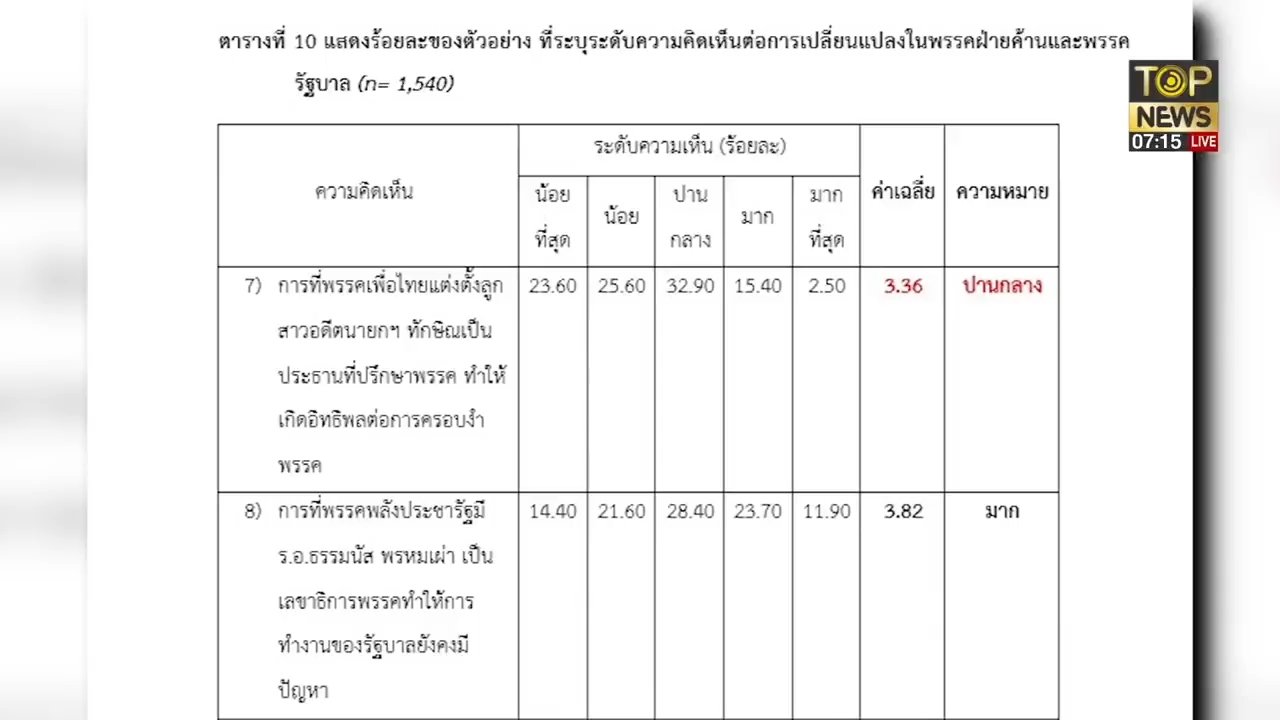 ตารางที่ 10 แสดงร้อยละของตัวอย่าง ที่ระบุระดับความคิดเห็นต่อการเปลี่ยนแปลงในพรรคฝ่ายค้านและพรรค
รัฐบาล (n= 1,540)
TOP
NEWS
07:15 LIVE
ความคิดเห็น
ระดับความเห็น (ร้อยละ)
ค่าเฉลี่ย
ความหมาย
น้อย
ที่สุด
น้อย
ปาน
กลาง
มาก
มาก
ที่สุด
7) การที่พรรคเพื่อไทยแต่งตั้งลูก 23.60 25.60 32.90 15.40 2.50 3.36 ปานกลาง
สาวอดีตนายกฯ ทักษิณเป็น
ประธานที่ปรึกษาพรรค ทำให้
เกิดอิทธิพลต่อการครอบงำ
พรรค
8) การที่พรรคพลังประชารัฐมี 14.40 21.60 28.40 23.70 11.90 3.82 มาก
ร.อ.ธรรมนัส พรหมเผ่า เป็น
เลขาธิการพรรคทำให้การ
ทำงานของรัฐบาลยังคงมี
ปัญหา